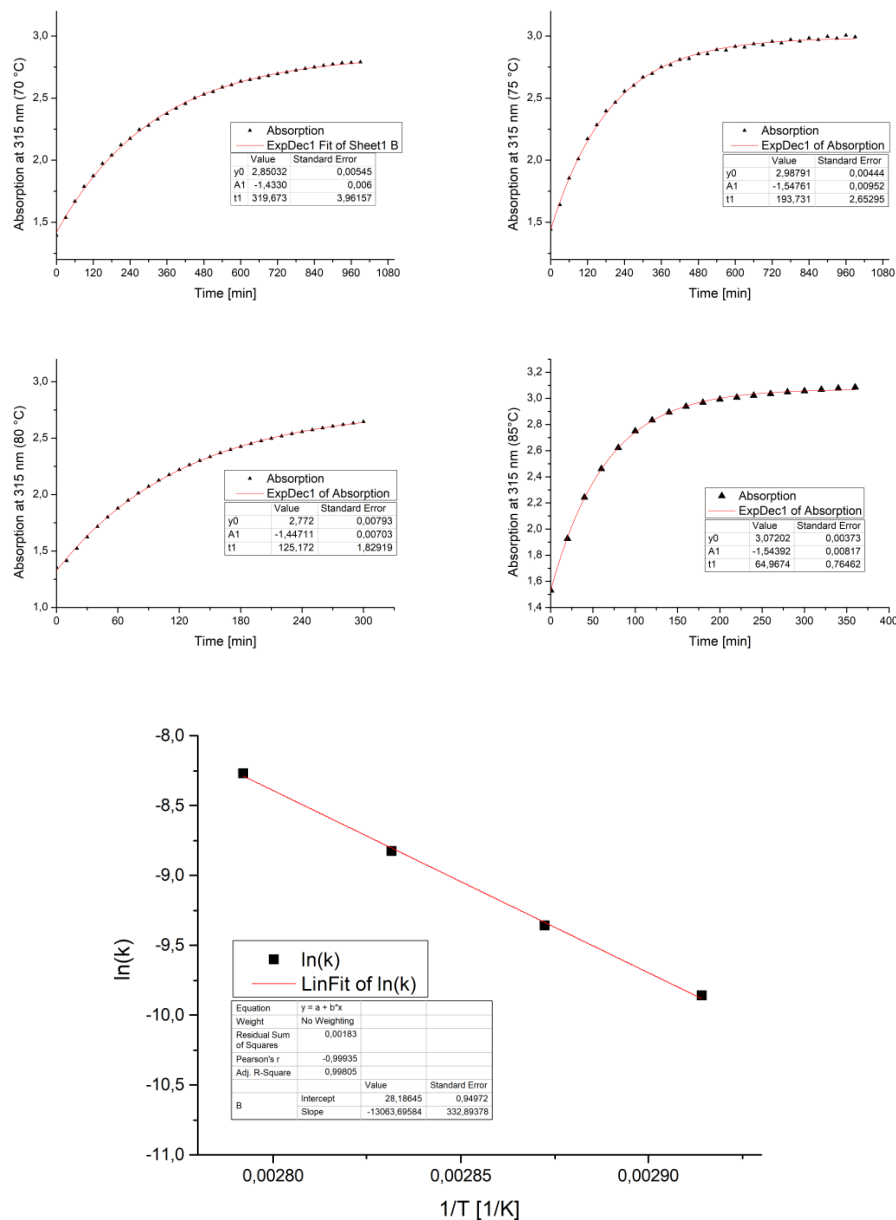 Absorption at 315 nm (70 °C)
3,0
2,5
2,0
1,5
Absorption
ExpDec1 Fit of Sheet1 B
Value Standard Error
y0 2,85032 0,00545
A1 -1,4330 0,006
t1 319,673 3,96157
0 120 240 360 480 600 720 840 960 1080
Time [min]
Absorption at 315 nm (75 °C)
3,0
2,5
2,0
1,5
Absorption
ExpDec1 Fit of Absorption
Value Standard Error
y0 2,98791 0,00444
A1 -1,54761 0,00952
t1 193,731 2,65295
0 120 240 360 480 600 720 840 960 1080
Time [min]
Absorption at 315 nm (80 °C)
3,0
2,5
2,0
1,5
1,0
Absorption
ExpDec1 of Absorption
Value Standard Error
y0 2,772 0,00793
A1 -1,44711 0,00703
t1 125,172 1,82919
0 60 120 180 240 300
Time [min]
Absorption at 315 nm (85°C)
3,2
3,0
2,8
2,6
2,4
2,2
2,0
1,8
1,6
1,4
Absorption
ExpDec1 of Absorption
Value Standard Error
y0 3,07202 0,00373
A1 -1,54392 0,00817
t1 64,9674 0,76462
0 50 100 150 200 250 300 350 400
Time [min]
ln(k)
-8,0
-8,5
-9,0
-9,5
-10,0
-10,5
-11,0
ln(k)
LinFit of ln(k)
Equation y = a + b*x
Weight No Weighting
Residual Sum
of Squares 0,00183
Pearson's r -0,99935
Adj. R-Square 0,99805
Value Standard Error
B Intercept 28,18645 0,94972
Slope -13063,69584 332,89378
0,00280 0,00285 0,00290
1/T [1/K]